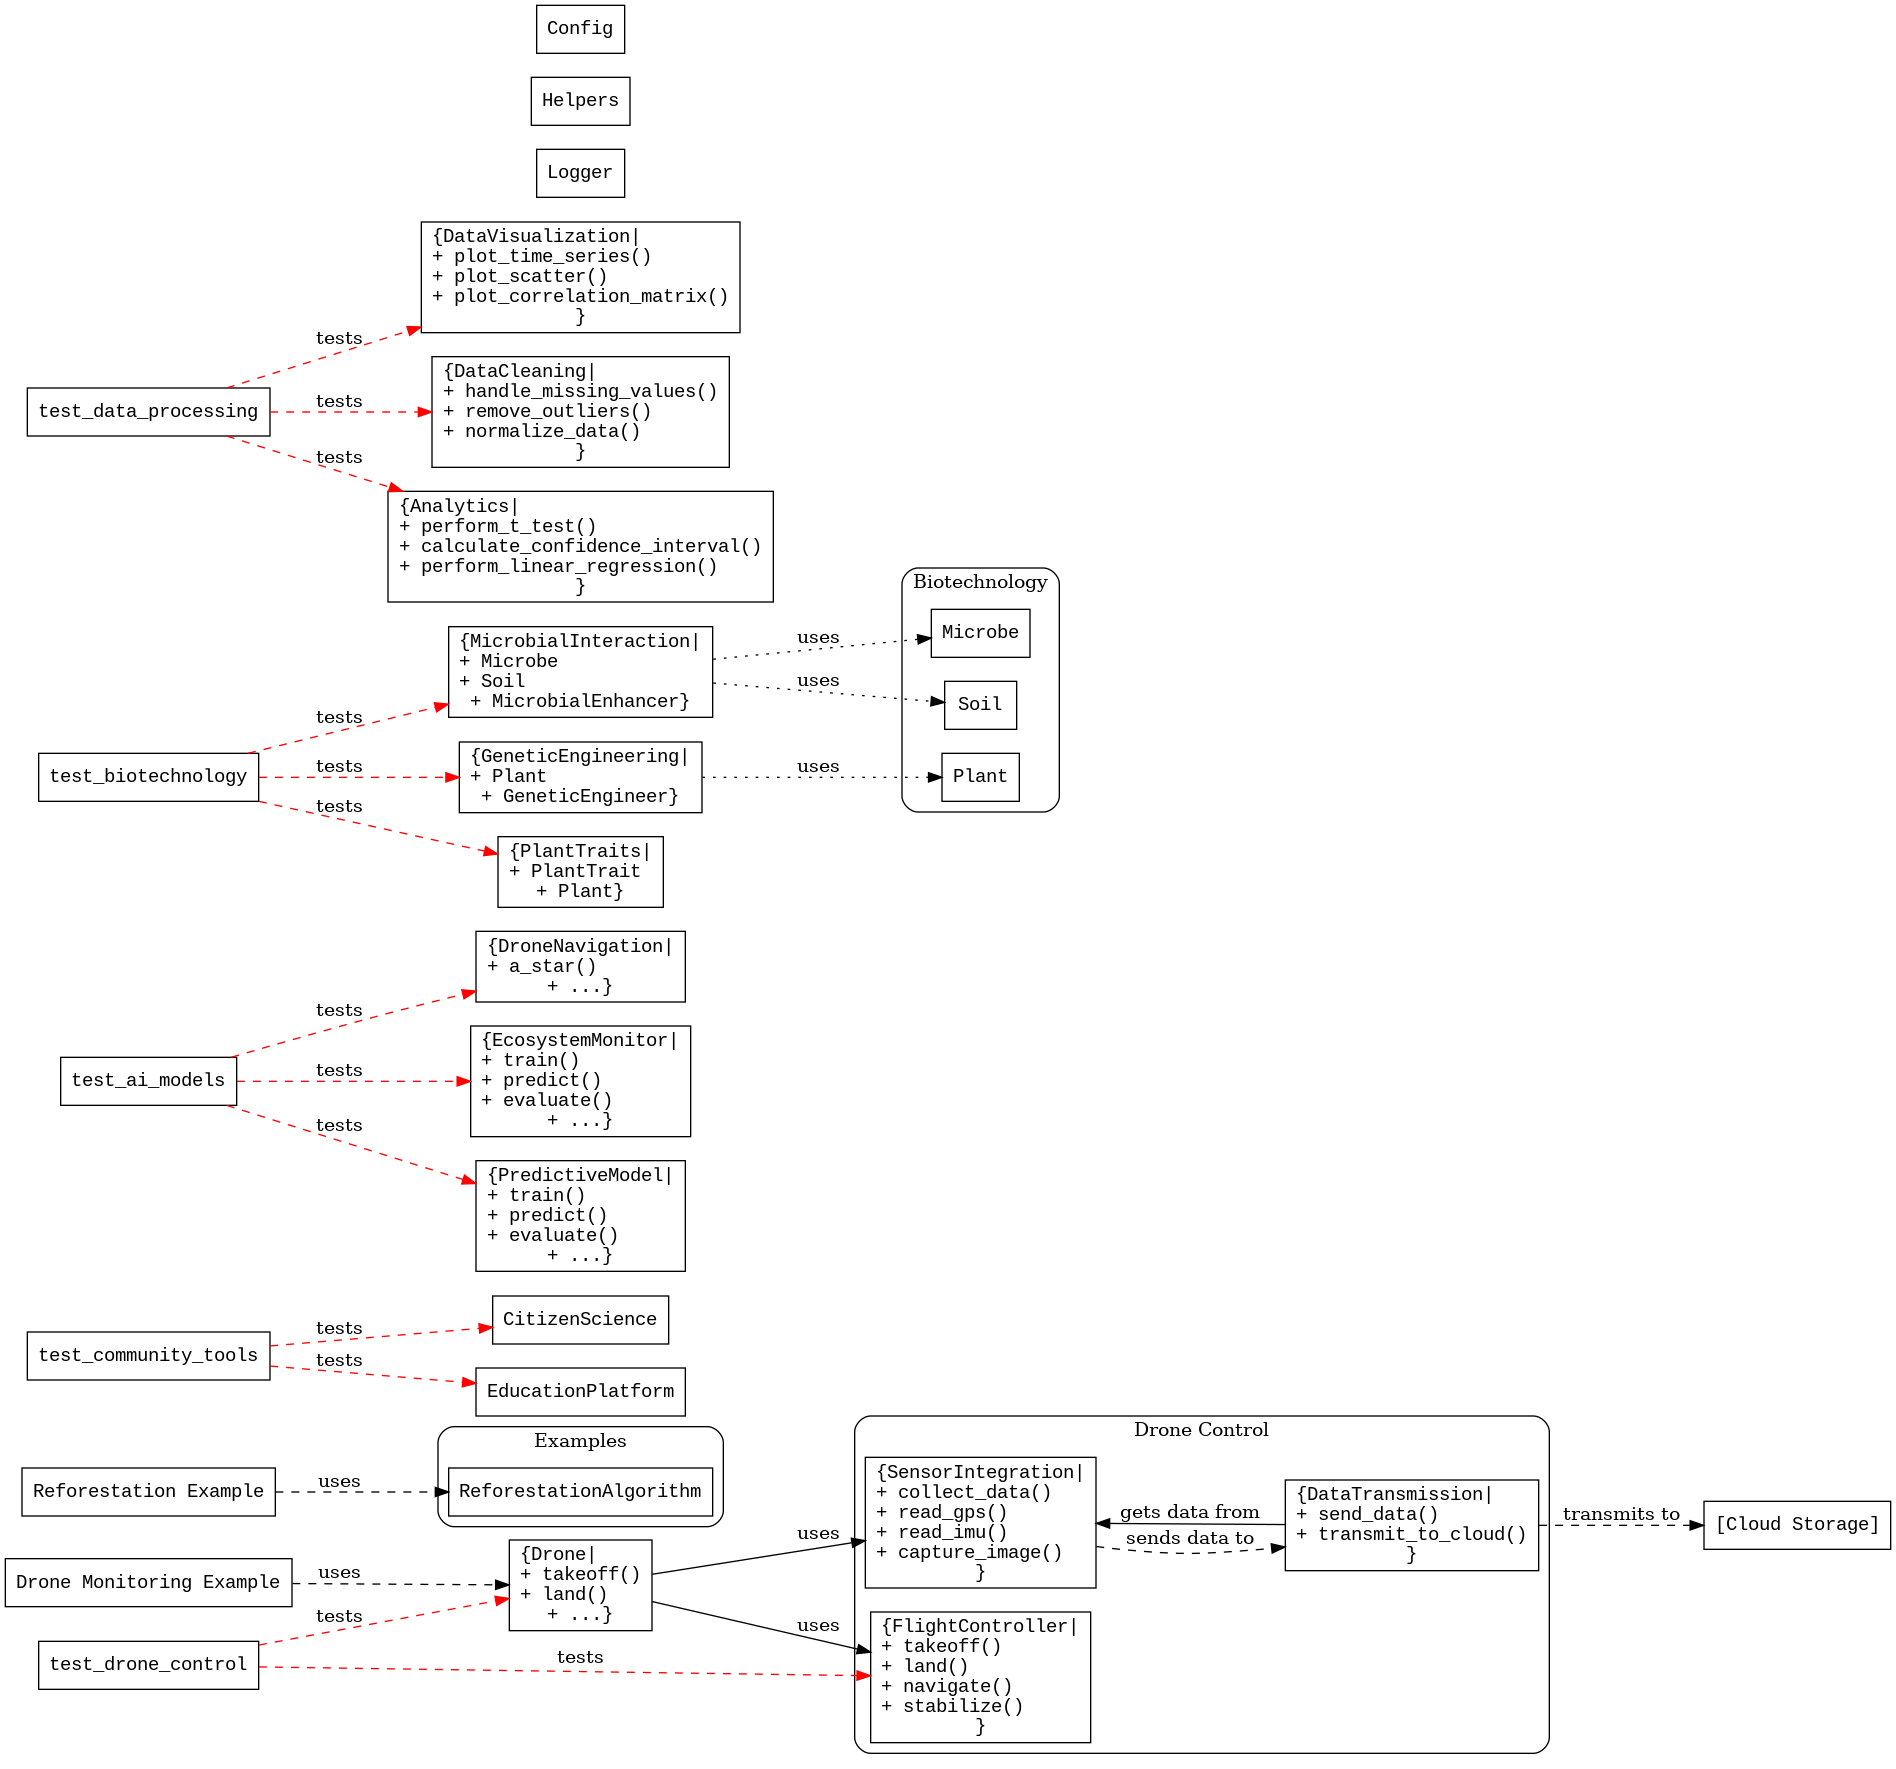 Config
Helpers
Logger
{DataVisualization|
+ plot_time_series()
+ plot_scatter()
+ plot_correlation_matrix()
}
tests
{DataCleaning|
+ handle_missing_values()
+ remove_outliers()
+ normalize_data()
}
test_data_processing
tests
tests
{Analytics|
+ perform_t_test()
+ calculate_confidence_interval()
+ perform_linear_regression()
}
Biotechnology
{MicrobialInteraction|
+ Microbe
+ Soil
+ MicrobialEnhancer}
uses
Microbe
uses
Soil
tests
{GeneticEngineering|
+ Plant
+ GeneticEngineer}
test_biotechnology
tests
uses
Plant
tests
{PlantTraits|
+ PlantTrait
+ Plant}
{DroneNavigation|
+ a_star()
+ ...}
tests
{EcosystemMonitor|
+ train()
+ predict()
+ evaluate()
+ ...}
test_ai_models
tests
tests
{PredictiveModel|
+ train()
+ predict()
+ evaluate()
+ ...}
CitizenScience
tests
test_community_tools
tests
EducationPlatform
Examples
Drone Control
Reforestation Example
uses
ReforestationAlgorithm
{SensorIntegration|
+ collect_data()
+ read_gps()
+ read_imu()
+ capture_image()
}
gets data from
sends data to
{DataTransmission|
+ send_data()
+ transmit_to_cloud()
}
transmits to
[Cloud Storage]
uses
Drone Monitoring Example
uses
{Drone|
+ takeoff()
+ land()
+ ...}
tests
uses
test_drone_control
tests
{FlightController|
+ takeoff()
+ land()
+ navigate()
+ stabilize()
}